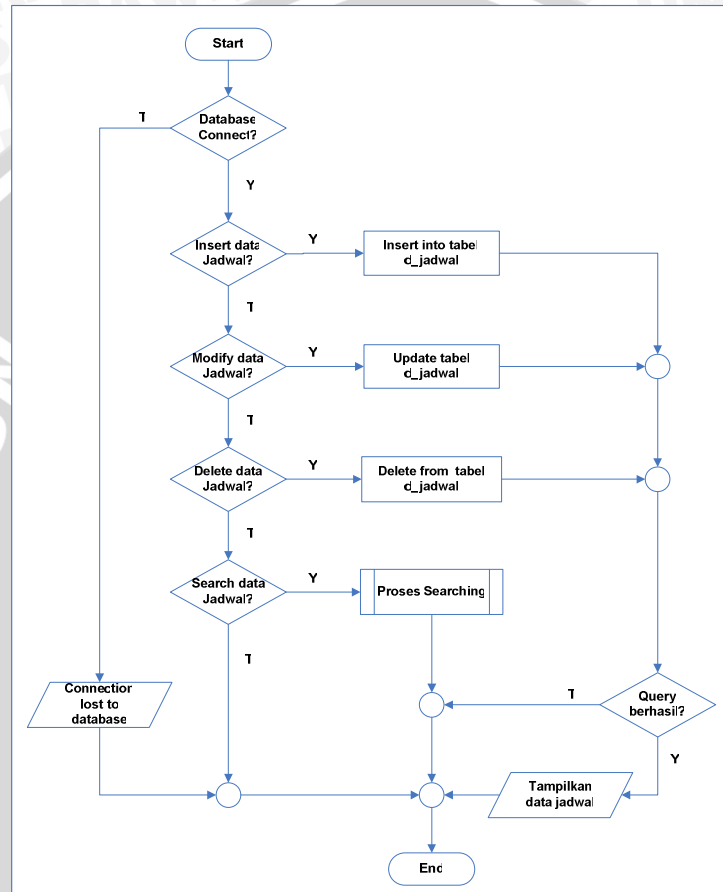 Start
T
Database
Connect?
Y
Insert data
Jadwal?
Y
Insert into tabel
d_jadwal
T
Modify data
Jadwal?
Y
Update tabel
d_jadwal
T
Delete data
Jadwal?
Y
Delete from tabel
d_jadwal
T
Search data
Jadwal?
Y
Proses Searching
T
Connection
lost to
database
T
Query
berhasil?
Y
Tampilkan
data jadwal
End